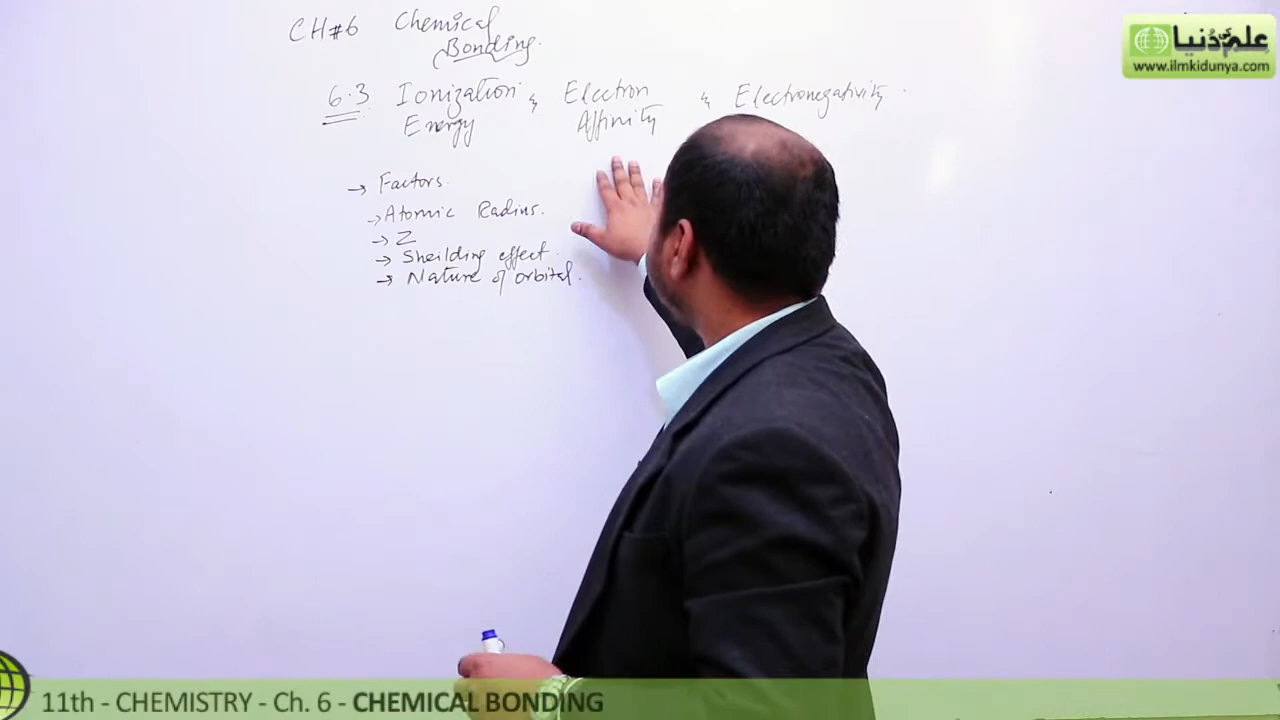 CH#6 Chemical
Bonding.
علم کی دُنیا
www.ilmkidunya.com
6.3 Ionization & Electron & Electronegativity.
Energy Affinity
→ Factors.
→ Atomic Radius.
→ Z
→ Sheilding effect.
→ Nature of orbital.
11th - CHEMISTRY - Ch. 6 - CHEMICAL BONDING